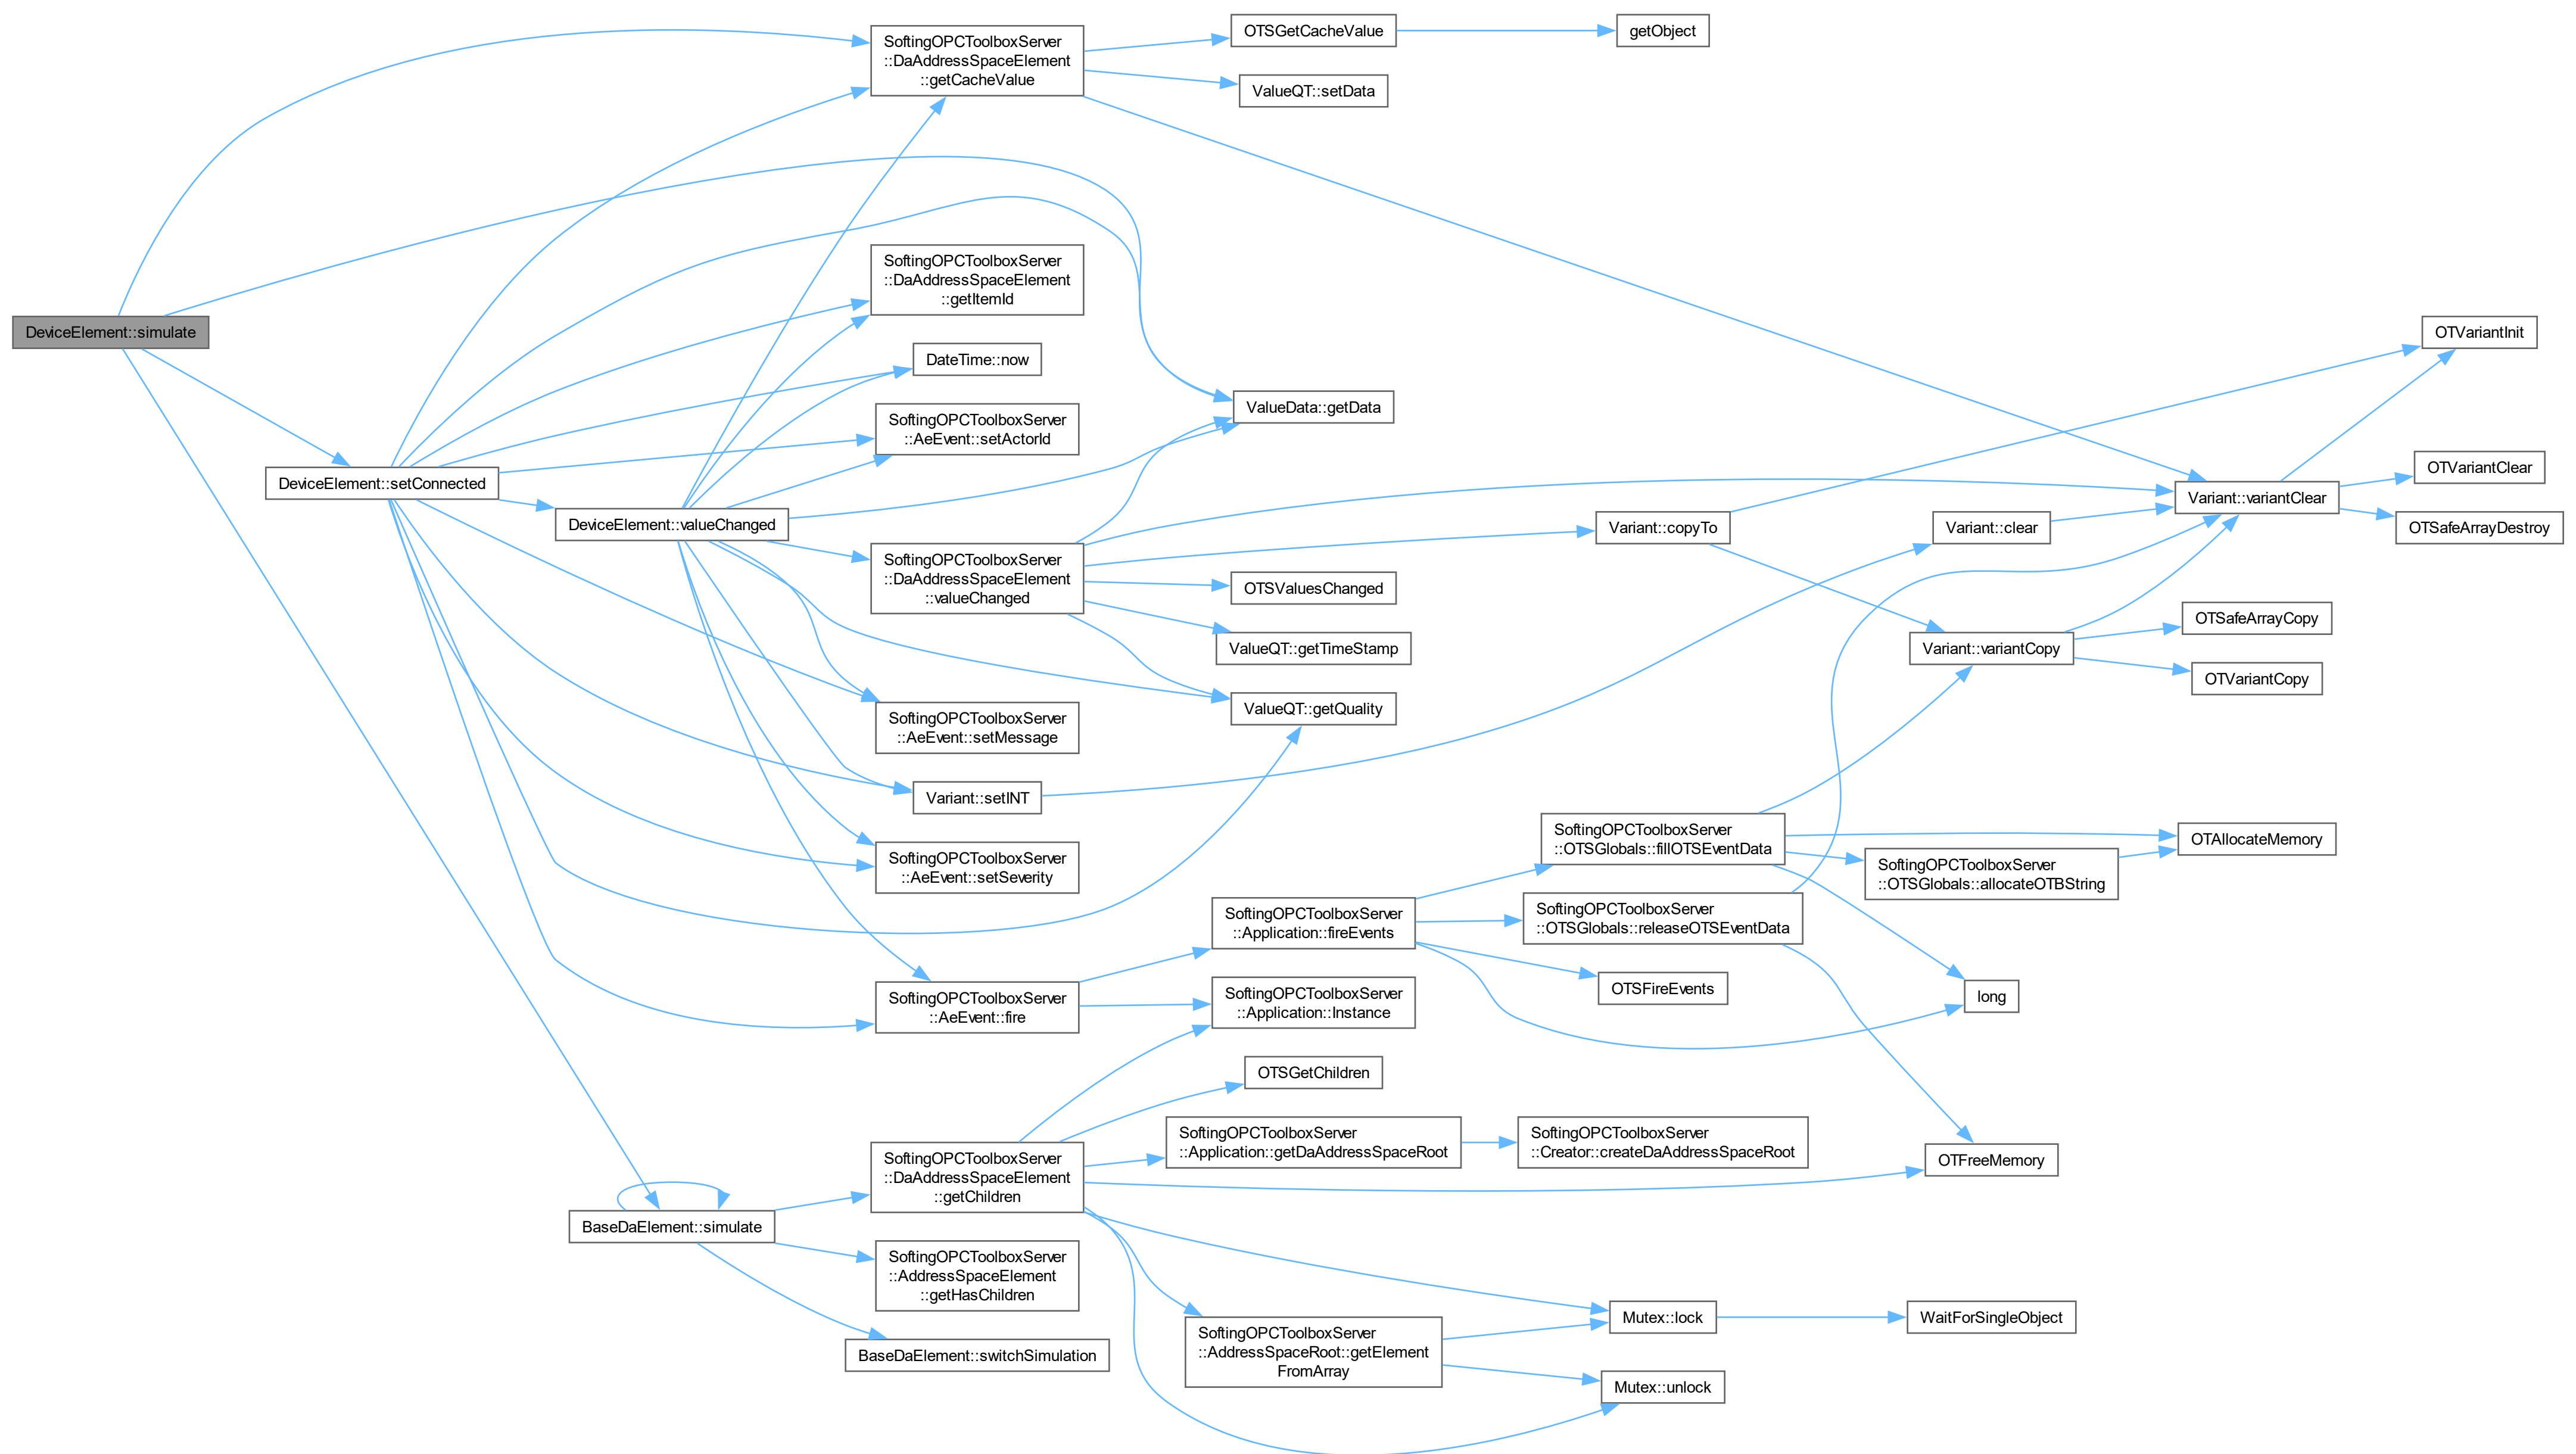 DeviceElement::simulate
DeviceElement::setConnected
SoftingOPCToolboxServer
::DaAddressSpaceElement
::getCacheValue
OTSGetCacheValue
getObject
ValueQT::setData
SoftingOPCToolboxServer
::DaAddressSpaceElement
::getItemId
DateTime::now
SoftingOPCToolboxServer
::AeEvent::setActorId
ValueData::getData
DeviceElement::valueChanged
SoftingOPCToolboxServer
::DaAddressSpaceElement
::valueChanged
SoftingOPCToolboxServer
::AeEvent::setMessage
Variant::setINT
SoftingOPCToolboxServer
::AeEvent::setSeverity
SoftingOPCToolboxServer
::AeEvent::fire
OTSValuesChanged
ValueQT::getTimeStamp
ValueQT::getQuality
Variant::copyTo
Variant::clear
Variant::variantCopy
OTVariantInit
OTVariantClear
Variant::variantClear
OTSafeArrayDestroy
OTSafeArrayCopy
OTVariantCopy
SoftingOPCToolboxServer
::OTSGlobals::fillOTSEventData
OTAllocateMemory
SoftingOPCToolboxServer
::OTSGlobals::allocateOTBString
SoftingOPCToolboxServer
::Application::fireEvents
SoftingOPCToolboxServer
::OTSGlobals::releaseOTSEventData
OTSFireEvents
long
SoftingOPCToolboxServer
::Application::Instance
OTSGetChildren
SoftingOPCToolboxServer
::Application::getDaAddressSpaceRoot
SoftingOPCToolboxServer
::Creator::createDaAddressSpaceRoot
OTFreeMemory
SoftingOPCToolboxServer
::DaAddressSpaceElement
::getChildren
BaseDaElement::simulate
SoftingOPCToolboxServer
::AddressSpaceElement
::getHasChildren
BaseDaElement::switchSimulation
SoftingOPCToolboxServer
::AddressSpaceRoot::getElement
FromArray
Mutex::lock
WaitForSingleObject
Mutex::unlock